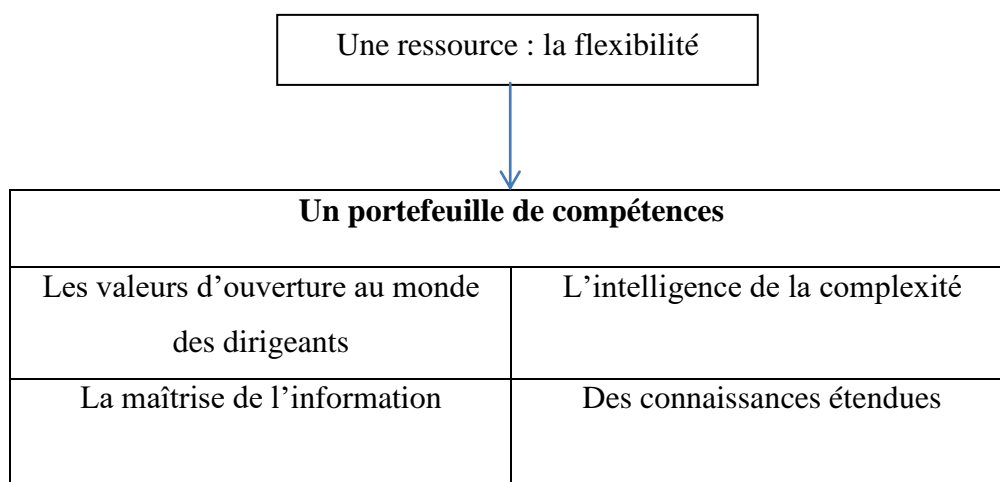 Une ressource : la flexibilité
Un portefeuille de compétences
Les valeurs d’ouverture au monde
des dirigeants
L’intelligence de la complexité
La maîtrise de l’information
Des connaissances étendues